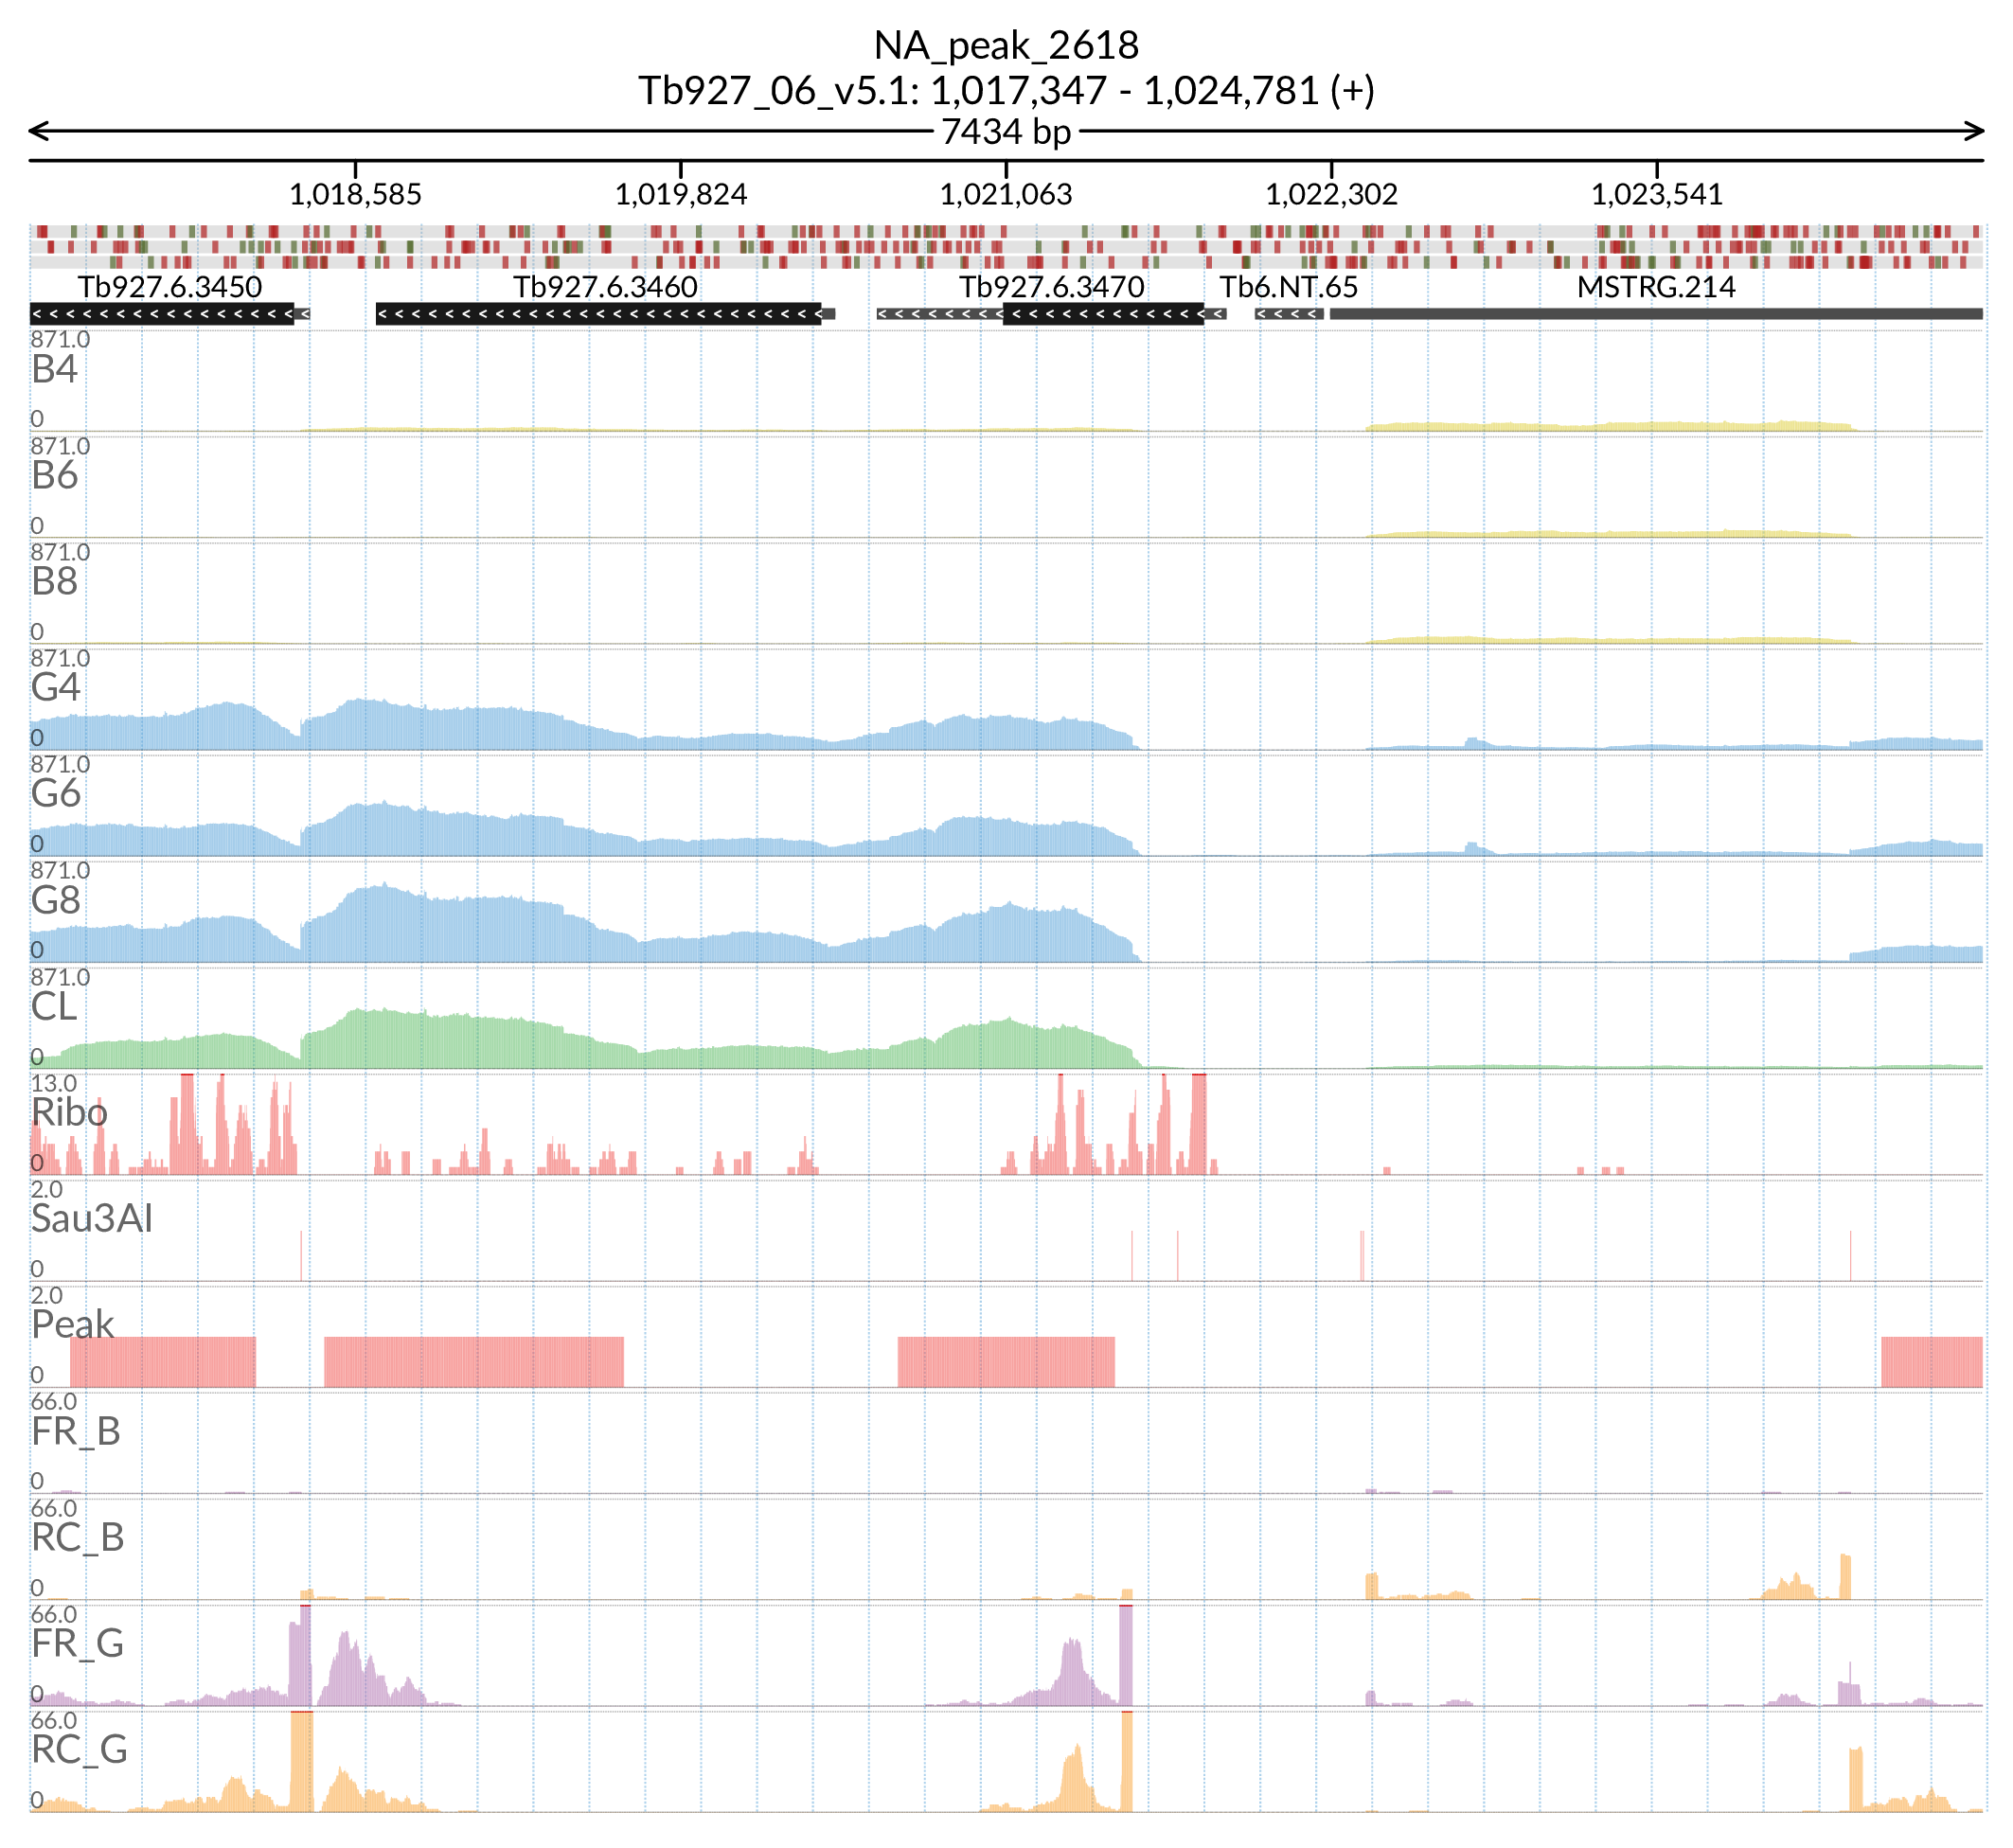 NA_peak_2618
Tb927_06_v5.1: 1,017,347 - 1,024,781 (+)
7434 bp
1,018,585 1,019,824 1,021,063 1,022,302 1,023,541
Tb927.6.3450 Tb927.6.3460 Tb927.6.3470 Tb6.NT.65 MSTRG.214
871.0
B4
0
871.0
B6
0
871.0
B8
0
871.0
G4
0
871.0
G6
0
871.0
G8
0
871.0
CL
0
13.0
Ribo
0
2.0
Sau3AI
0
2.0
Peak
0
66.0
FR_B
0
66.0
RC_B
0
66.0
FR_G
0
66.0
RC_G
0